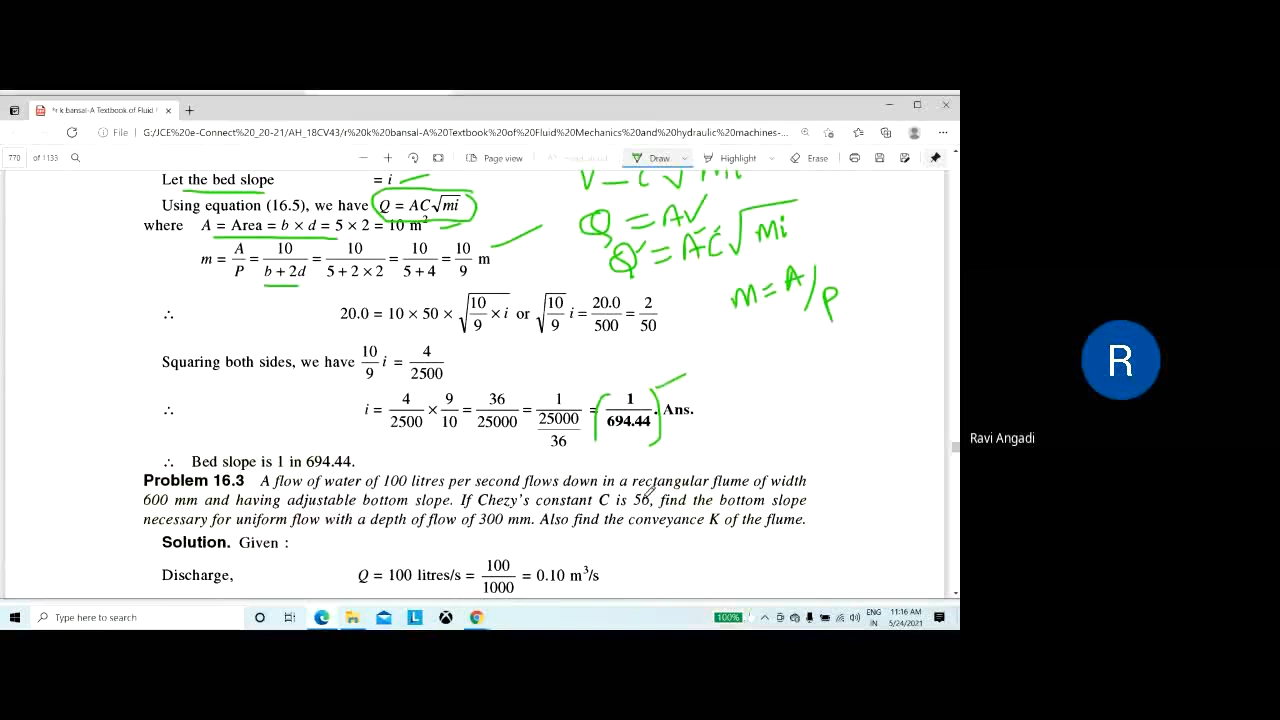 *r k bansal-A Textbook of Fluid
File G:/JCE%20e-Connect%20_20-21/AH_18CV43/r%20k%20bansal-A%20Textbook%20of%20Fluid%20Mechanics%20and%20hydraulic%20machines-...
770 of 1133 Page view Draw Highlight Erase
Let the bed slope = i
V = C √mi
Using equation (16.5), we have Q = AC√mi
Q = AV
where A = Area = b × d = 5 × 2 = 10 m²
Q = AC√mi
m = A/P = 10/(b + 2d) = 10/(5 + 2 × 2) = 10/(5 + 4) = 10/9 m
m = A/P
∴ 20.0 = 10 × 50 × √(10/9 × i) or √(10/9 i) = 20.0/500 = 2/50
Squaring both sides, we have 10/9 i = 4/2500
∴ i = 4/2500 × 9/10 = 36/25000 = 1/(25000/36) = 1/694.44. Ans.
∴ Bed slope is 1 in 694.44.
Problem 16.3 A flow of water of 100 litres per second flows down in a rectangular flume of width
600 mm and having adjustable bottom slope. If Chezy's constant C is 56, find the bottom slope
necessary for uniform flow with a depth of flow of 300 mm. Also find the conveyance K of the flume.
Solution. Given :
Discharge, Q = 100 litres/s = 100/1000 = 0.10 m³/s
R
Ravi Angadi
Type here to search
100%
ENG
IN
11:16 AM
5/24/2021